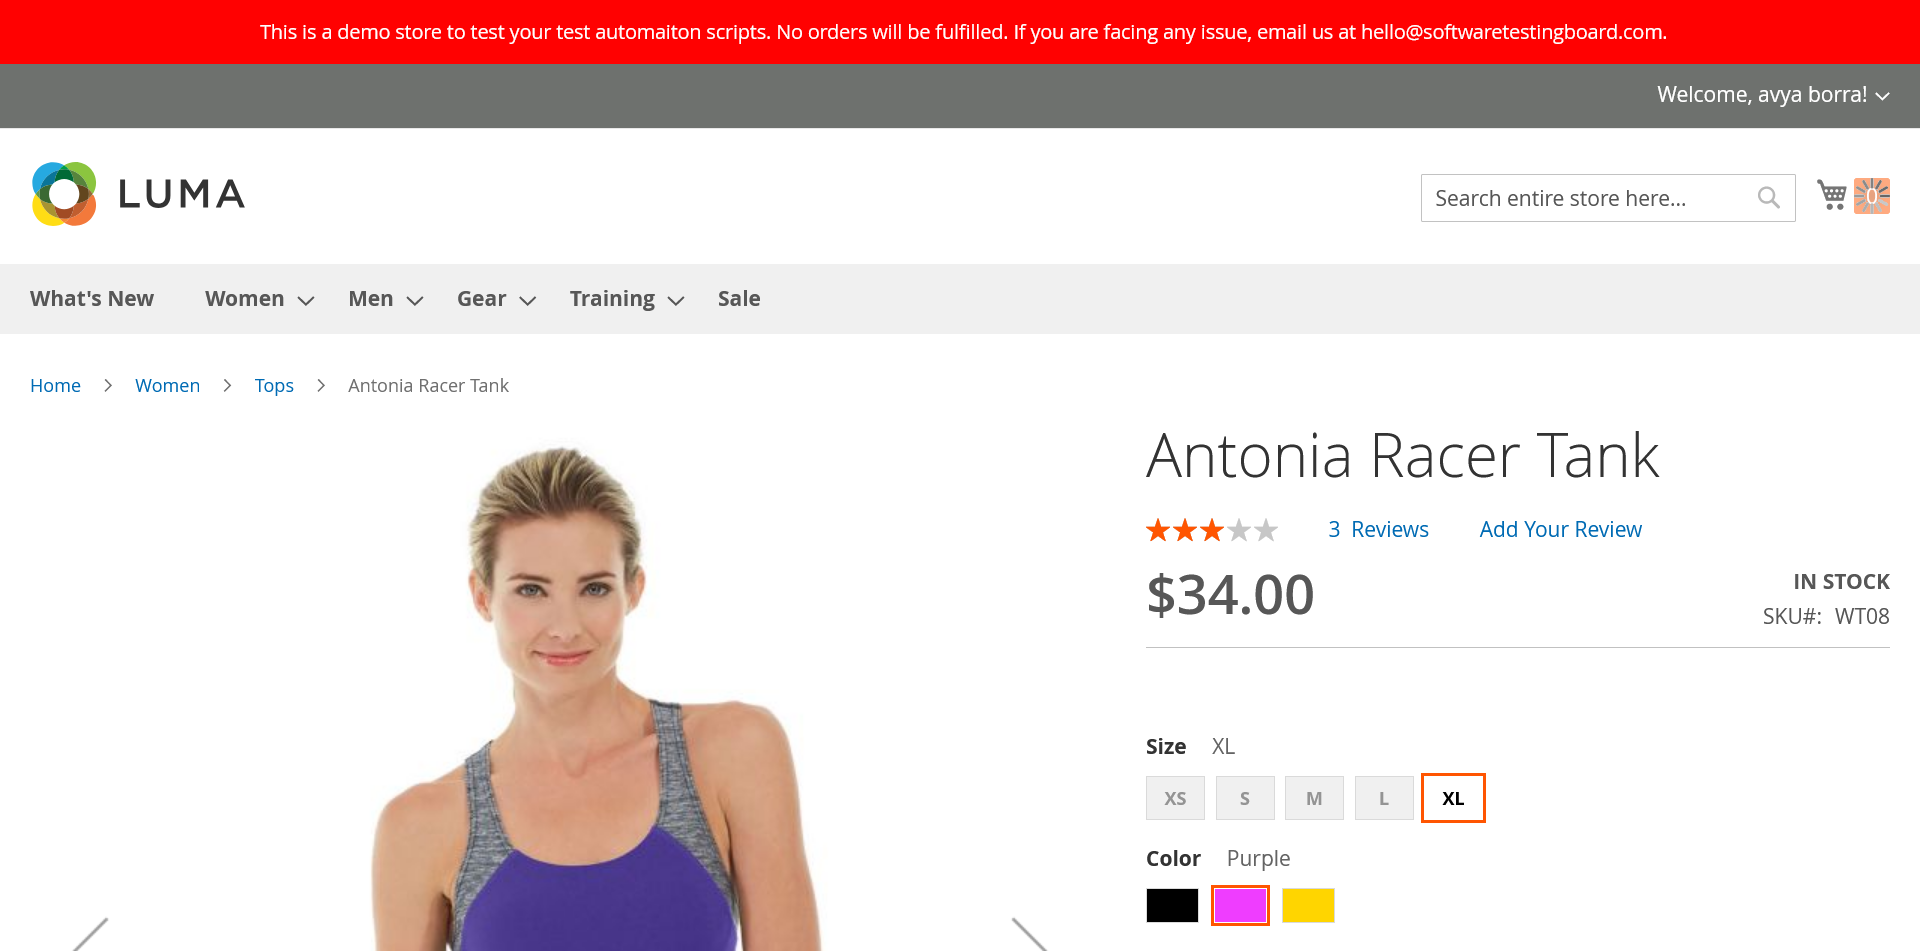 This is a demo store to test your test automaiton scripts. No orders will be fulfilled. If you are facing any issue, email us at hello@softwaretestingboard.com.
Welcome, avya borra!
LUMA
Search entire store here...
0
What's New Women Men Gear Training Sale
Home Women Tops Antonia Racer Tank
Antonia Racer Tank
3 Reviews Add Your Review
$34.00
IN STOCK
SKU#: WT08
Size XL
XS S M L XL
Color Purple